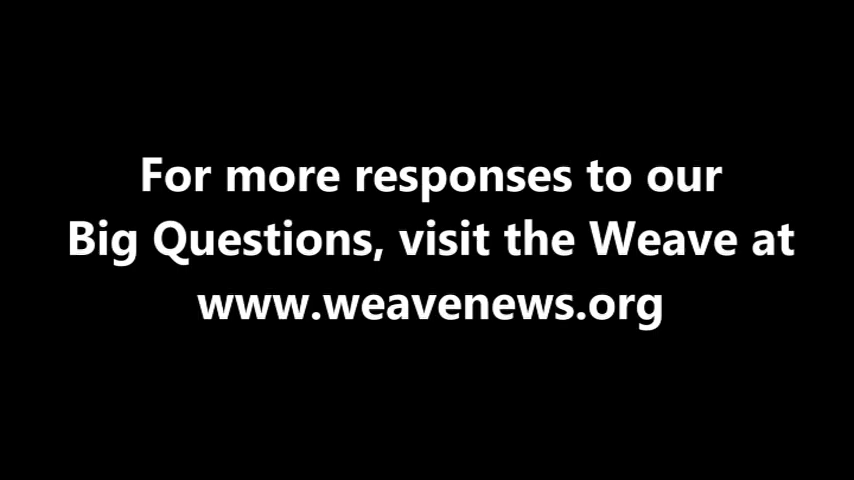 For more responses to our
Big Questions, visit the Weave at
www.weavenews.org